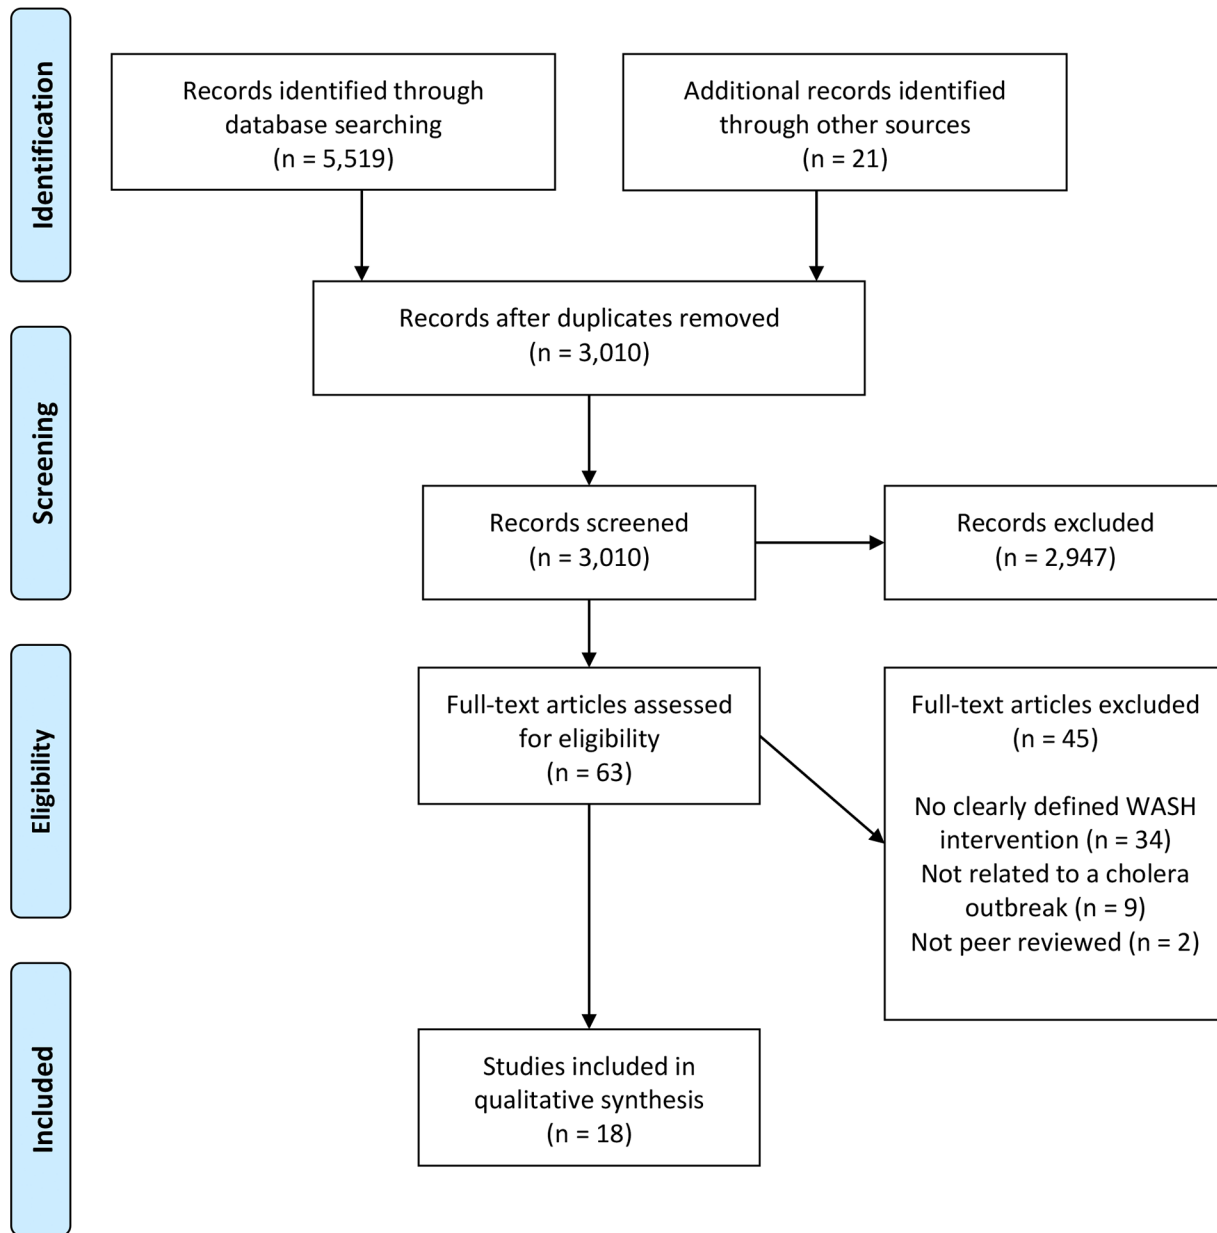 Identification
Records identified through
database searching
(n = 5,519)
Additional records identified
through other sources
(n = 21)
Records after duplicates removed
(n = 3,010)
Screening
Records screened
(n = 3,010)
Records excluded
(n = 2,947)
Eligibility
Full-text articles assessed
for eligibility
(n = 63)
Full-text articles excluded
(n = 45)
No clearly defined WASH
intervention (n = 34)
Not related to a cholera
outbreak (n = 9)
Not peer reviewed (n = 2)
Included
Studies included in
qualitative synthesis
(n = 18)